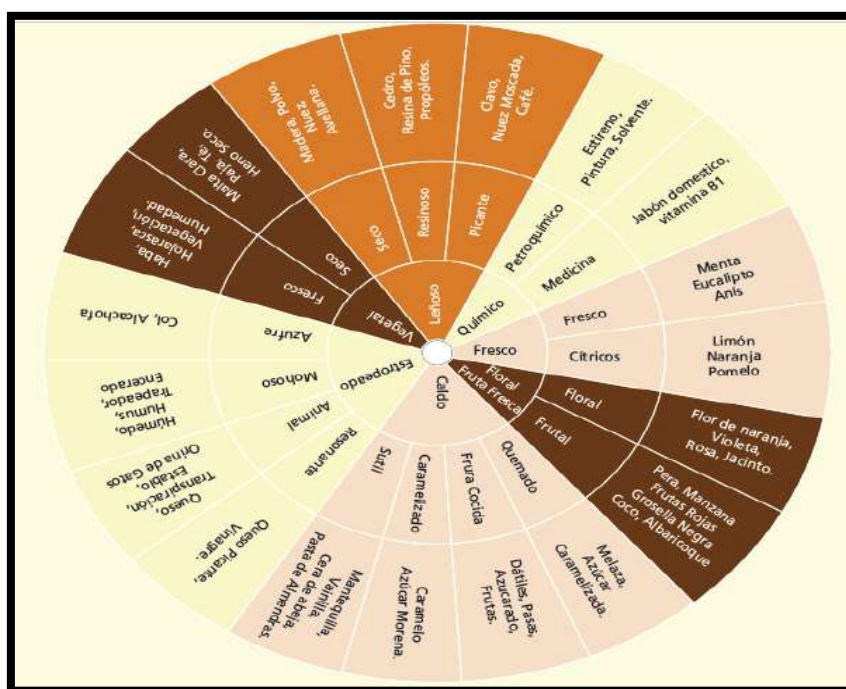 Leñoso
Seco
Madera, Polvo,
Nuez
Avellana.
Resinoso
Cedro,
Resina de Pino,
Propóleos.
Picante
Clavo,
Nuez Moscada,
Café.
Químico
Petroquímico
Estireno,
Pintura, Solvente.
Medicina
Jabón domestico,
vitamina B1
Fresco
Fresco
Menta
Eucalipto
Anis
Cítricos
Limón
Naranja
Pomelo
Floral
Fruta Fresca
Floral
Flor de naranja,
Violeta,
Rosa, Jacinto.
Frutal
Pera, Manzana
Frutas Rojas
Grosella Negra
Coco, Albaricoque
Caldo
Quemado
Melaza,
Azúcar
Caramelizada.
Frura Cocida
Dátiles, Pasas,
Azucarado,
Frutas.
Caramelizado
Caramelo
Azúcar Morena.
Sutil
Mantequilla,
Vainilla,
Cera de abeja,
Pasta de Almendras.
Estropeado
Resonante
Queso Picante,
Vinagre.
Animal
Queso,
Transpiración,
Establo,
Orina de Gatos
Mohoso
Húmedo,
Humus,
Trapeador,
Encerado
Azufre
Col, Alcachofa
Vegetal
Fresco
Haba,
Hojarasca,
Vegetación,
Humedad.
Seco
Malta Clara,
Paja, Té,
Heno Seco.